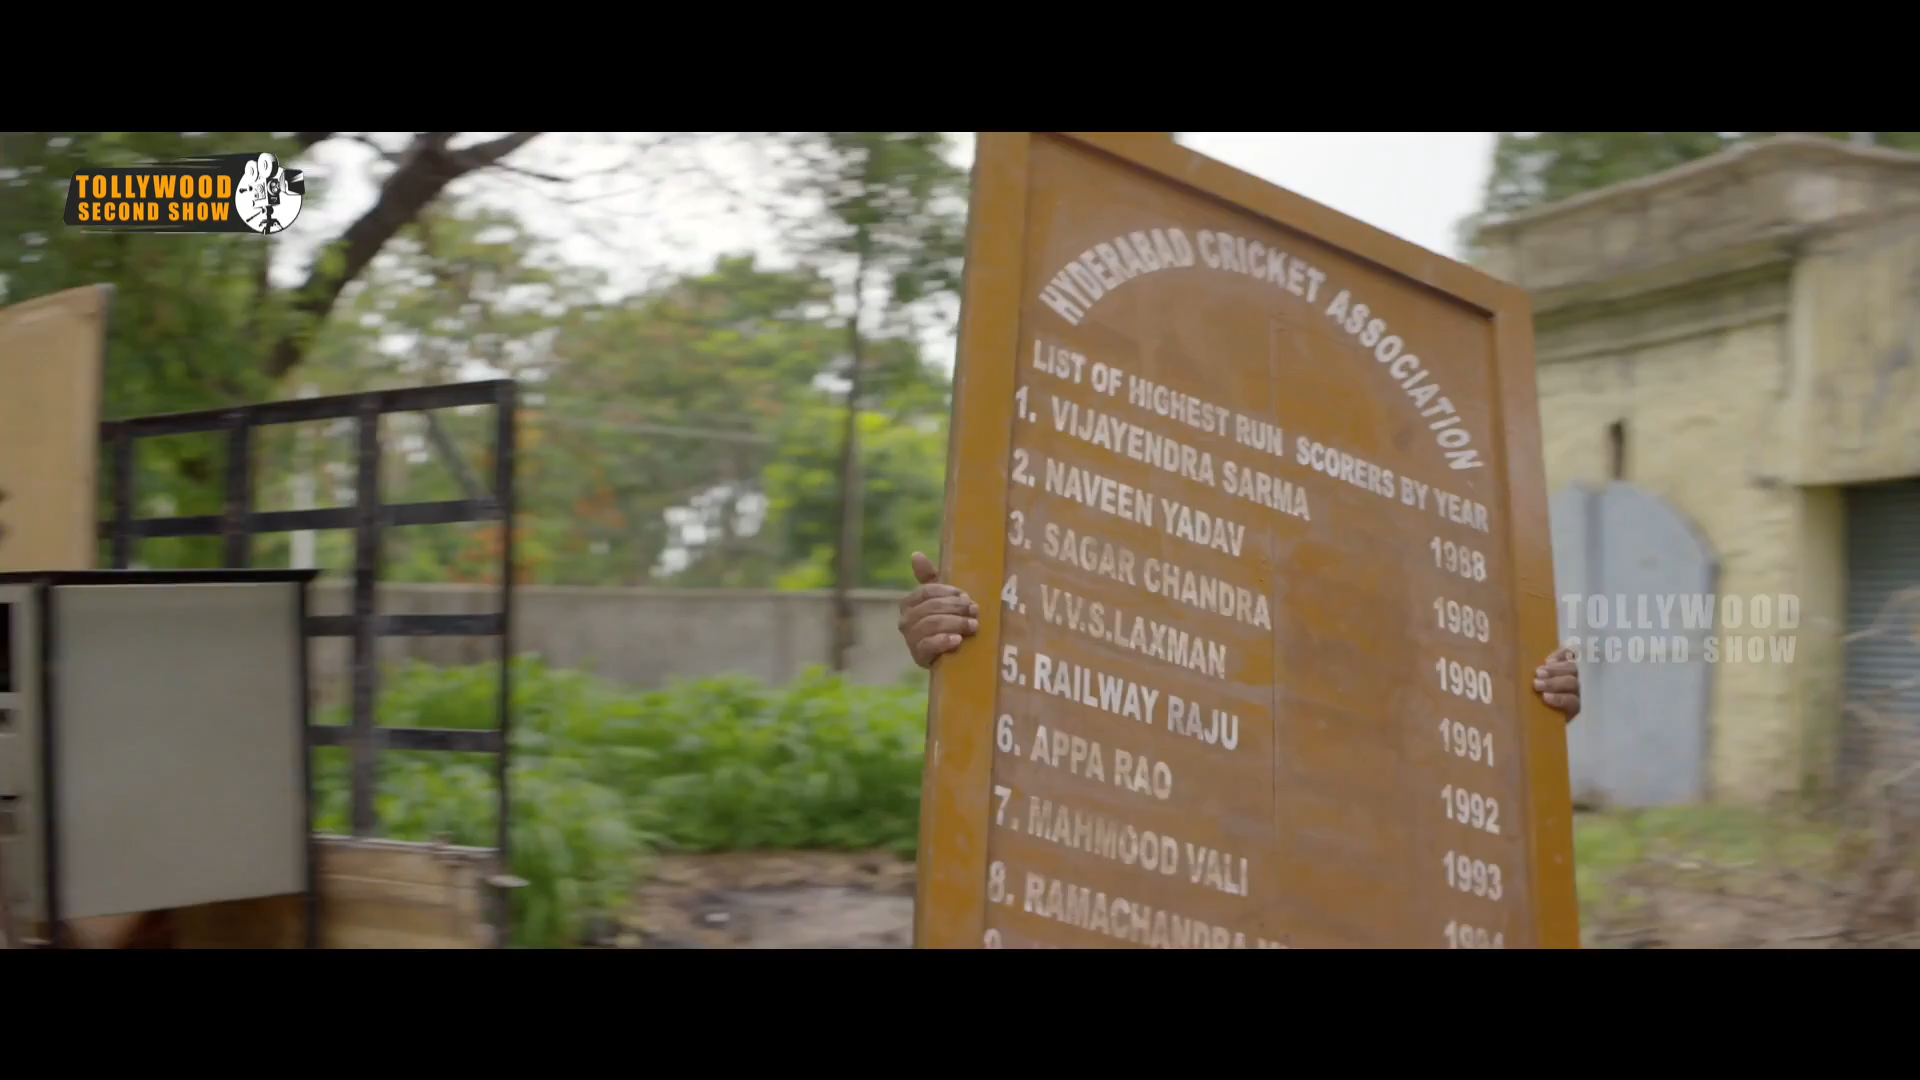 TOLLYWOOD
SECOND SHOW
HYDERABAD CRICKET ASSOCIATION
LIST OF HIGHEST RUN SCORERS BY YEAR
1. VIJAYENDRA SARMA 1988
2. NAVEEN YADAV 1989
3. SAGAR CHANDRA 1990
4. V.V.S.LAXMAN 1991
5. RAILWAY RAJU 1992
6. APPA RAO 1993
7. MAHMOOD VALI 1994
8. RAMACHANDRA
TOLLYWOOD
SECOND SHOW